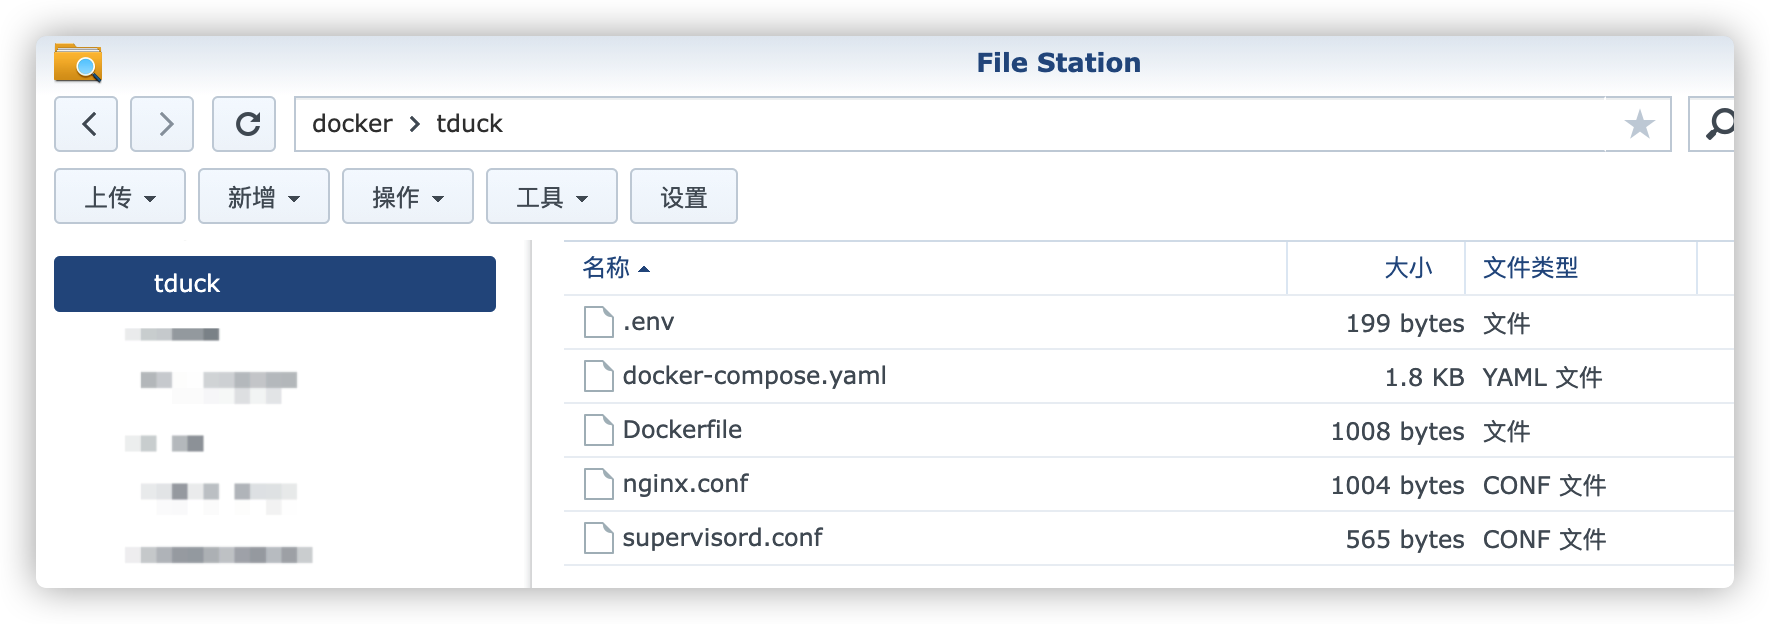 File Station
docker > tduck
上传 新增 操作 工具 设置
tduck
名称 大小 文件类型
.env 199 bytes 文件
docker-compose.yaml 1.8 KB YAML 文件
Dockerfile 1008 bytes 文件
nginx.conf 1004 bytes CONF 文件
supervisord.conf 565 bytes CONF 文件